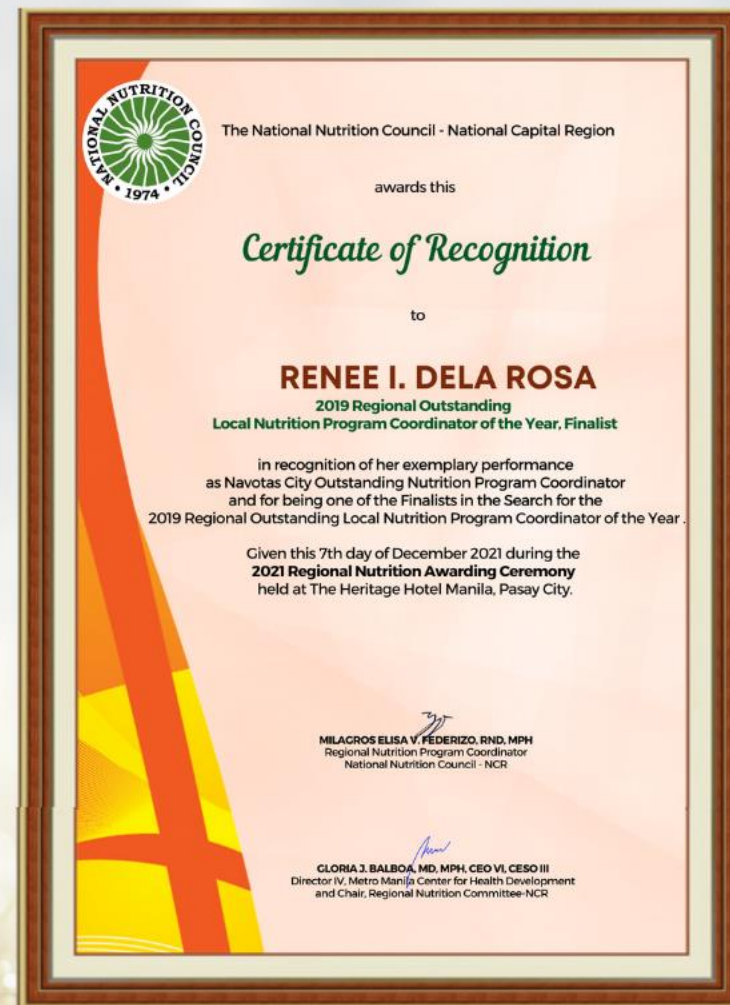 NATIONAL NUTRITION COUNCIL
• 1974 •
The National Nutrition Council - National Capital Region
awards this
Certificate of Recognition
to
RENEE I. DELA ROSA
2019 Regional Outstanding
Local Nutrition Program Coordinator of the Year, Finalist
in recognition of her exemplary performance
as Navotas City Outstanding Nutrition Program Coordinator
and for being one of the Finalists in the Search for the
2019 Regional Outstanding Local Nutrition Program Coordinator of the Year .
Given this 7th day of December 2021 during the
2021 Regional Nutrition Awarding Ceremony
held at The Heritage Hotel Manila, Pasay City.
MILAGROS ELISA V. FEDERIZO, RND, MPH
Regional Nutrition Program Coordinator
National Nutrition Council - NCR
GLORIA J. BALBOA, MD, MPH, CEO VI, CESO III
Director IV, Metro Manila Center for Health Development
and Chair, Regional Nutrition Committee-NCR